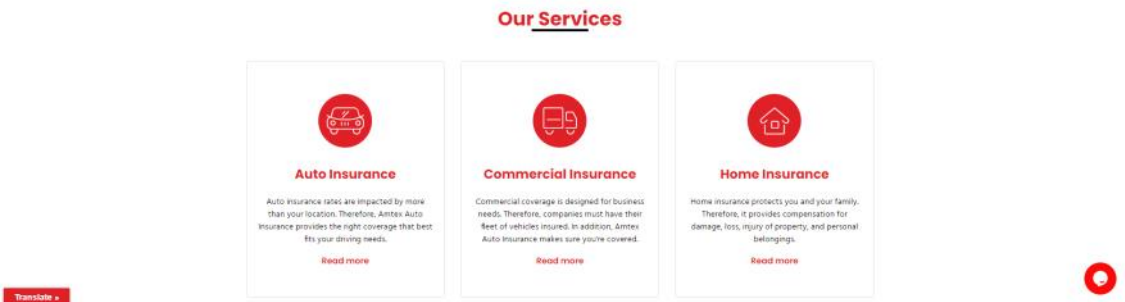 Our Services
Auto Insurance
Auto insurance rates are impacted by more
than your location. Therefore, Amtex Auto
Insurance provides the right coverage that best
fits your driving needs.
Read more
Commercial Insurance
Commercial coverage is designed for business
needs. Therefore, companies must have their
fleet of vehicles insured. In addition, Amtex
Auto Insurance makes sure you're covered.
Read more
Home Insurance
Home insurance protects you and your family.
Therefore, it provides compensation for
damage, loss, injury of property, and personal
belongings.
Read more
Translate »